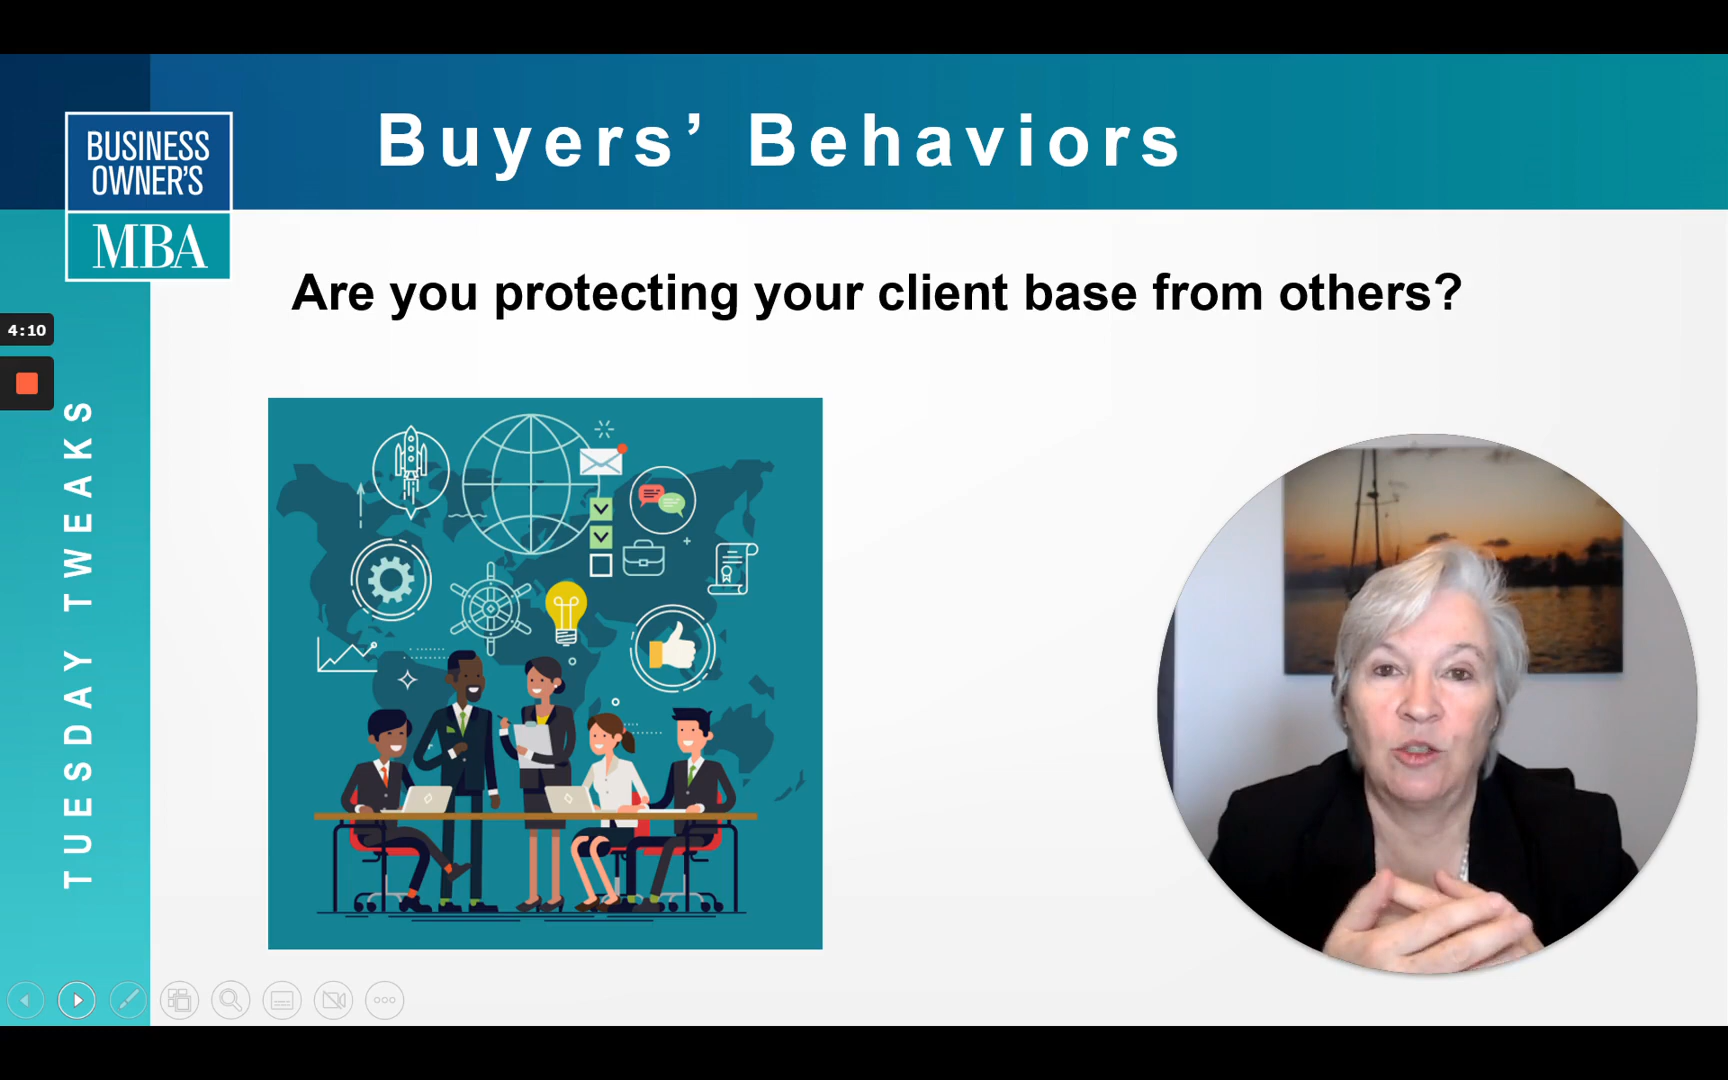 Buyers’ Behaviors
BUSINESS
OWNER'S
MBA
Are you protecting your client base from others?
4:10
TUESDAY TWEAKS